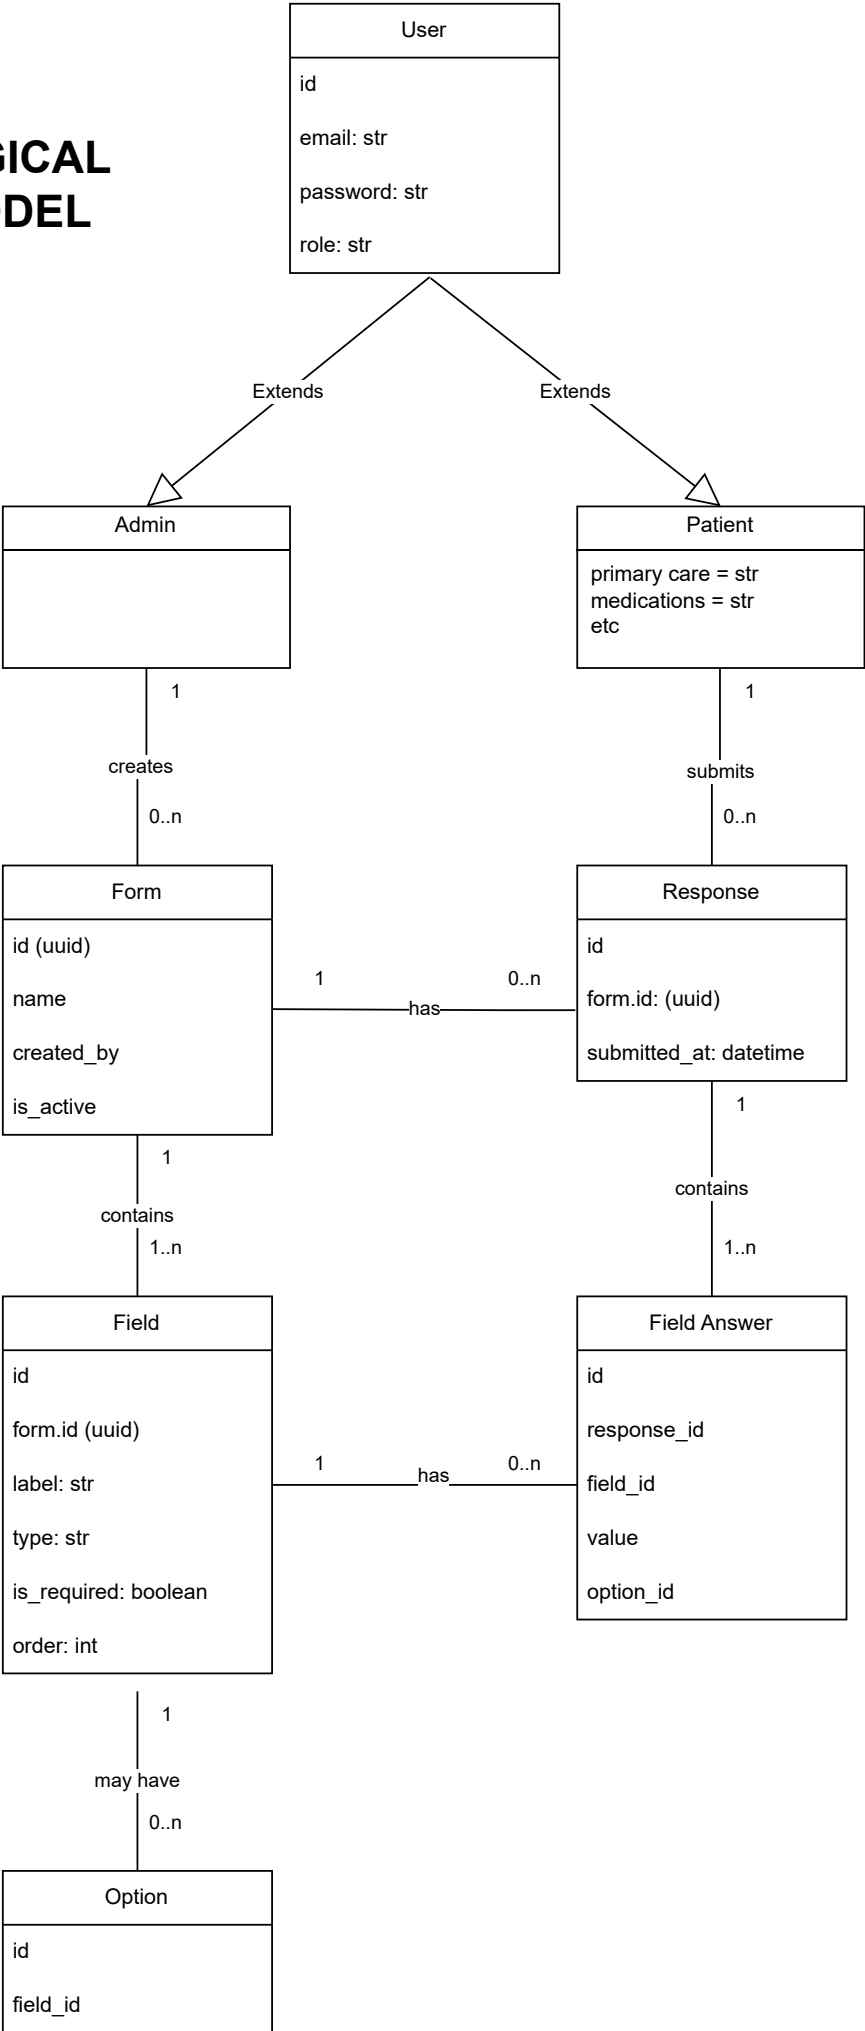 User
id
email: str
GICAL
password: str
DEL
role: str
Extends
Extends
Admin
Patient
primary care = str
medications = str
etc
1
1
creates
submits
0..n
0..n
Form
Response
id (uuid)
id
1
0..n
name
form.id: (uuid)
has
created_by
submitted_at: datetime
is_active
1
1
contains
contains
1..n
1..n
Field
Field Answer
id
id
form.id (uuid)
response_id
1
0..n
has
label: str
field_id
type: str
value
is_required: boolean
option_id
order: int
1
may have
0..n
Option
id
field_id